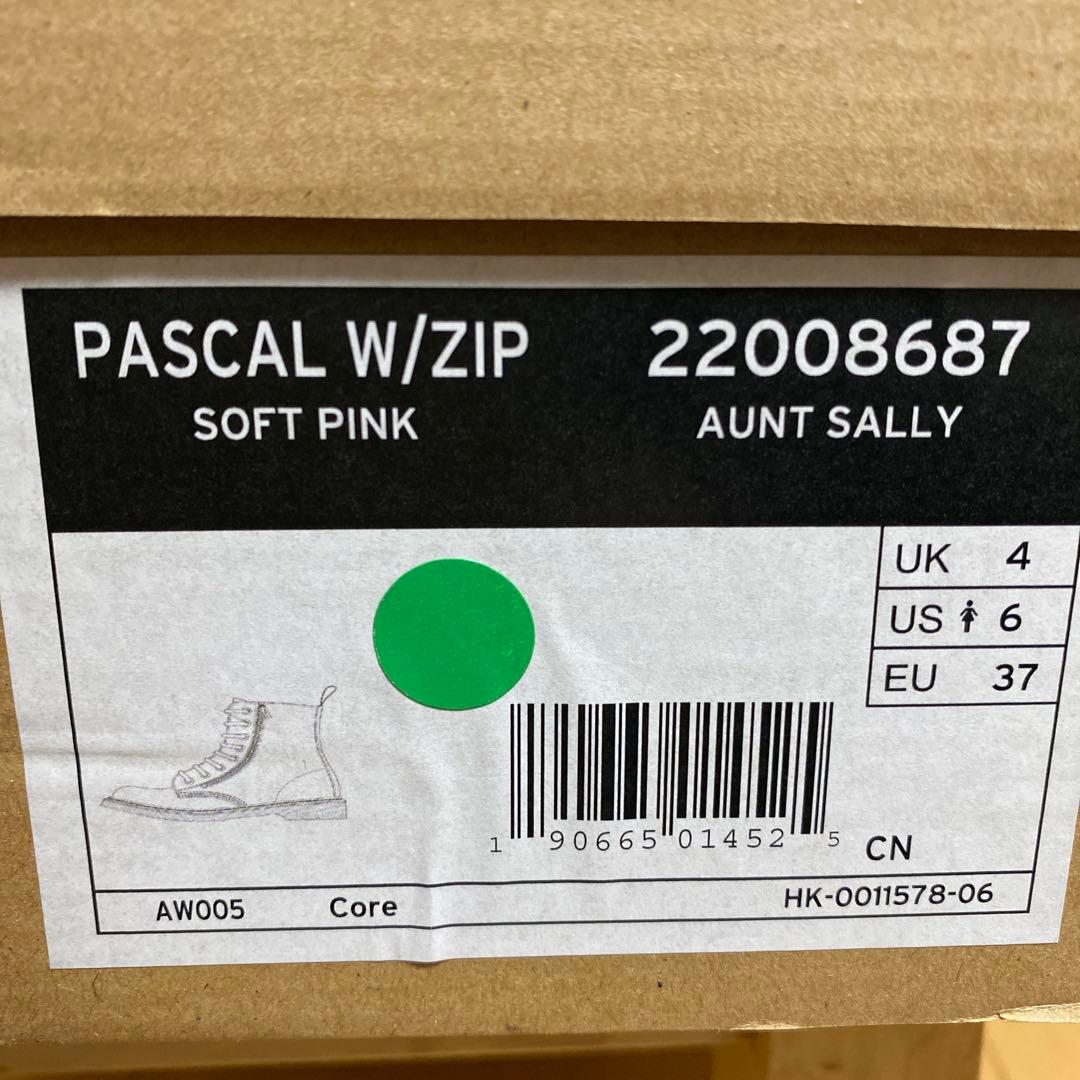 PASCAL W/ZIP 22008687
SOFT PINK AUNT SALLY
UK 4
US 6
EU 37
1 90665 01452 5
CN
AW005 Core HK-0011578-06